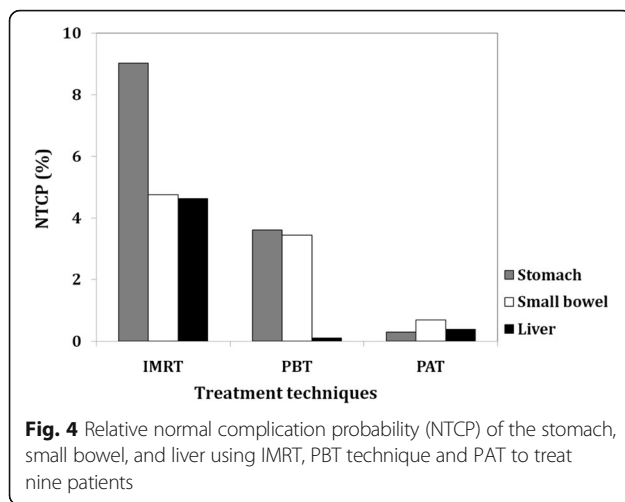 10
8
6
4
2
0
NTCP (%)
IMRT
PBT
PAT
Treatment techniques
Stomach
Small bowel
Liver
Fig. 4 Relative normal complication probability (NTCP) of the stomach,
small bowel, and liver using IMRT, PBT technique and PAT to treat
nine patients